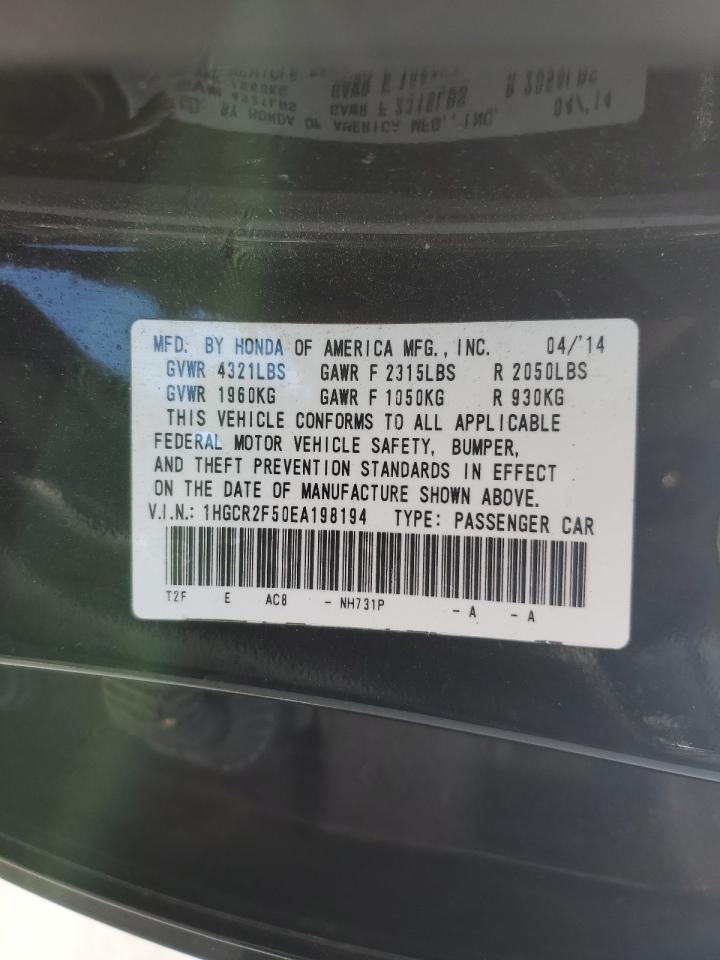 MFD. BY HONDA OF AMERICA MFG., INC. 04/'14
GVWR 4321LBS GAWR F 2315LBS R 2050LBS
GVWR 1960KG GAWR F 1050KG R 930KG
THIS VEHICLE CONFORMS TO ALL APPLICABLE
FEDERAL MOTOR VEHICLE SAFETY, BUMPER,
AND THEFT PREVENTION STANDARDS IN EFFECT
ON THE DATE OF MANUFACTURE SHOWN ABOVE.
V.I.N.: 1HGCR2F50EA198194 TYPE: PASSENGER CAR
T2F E AC8 - NH731P - A - A